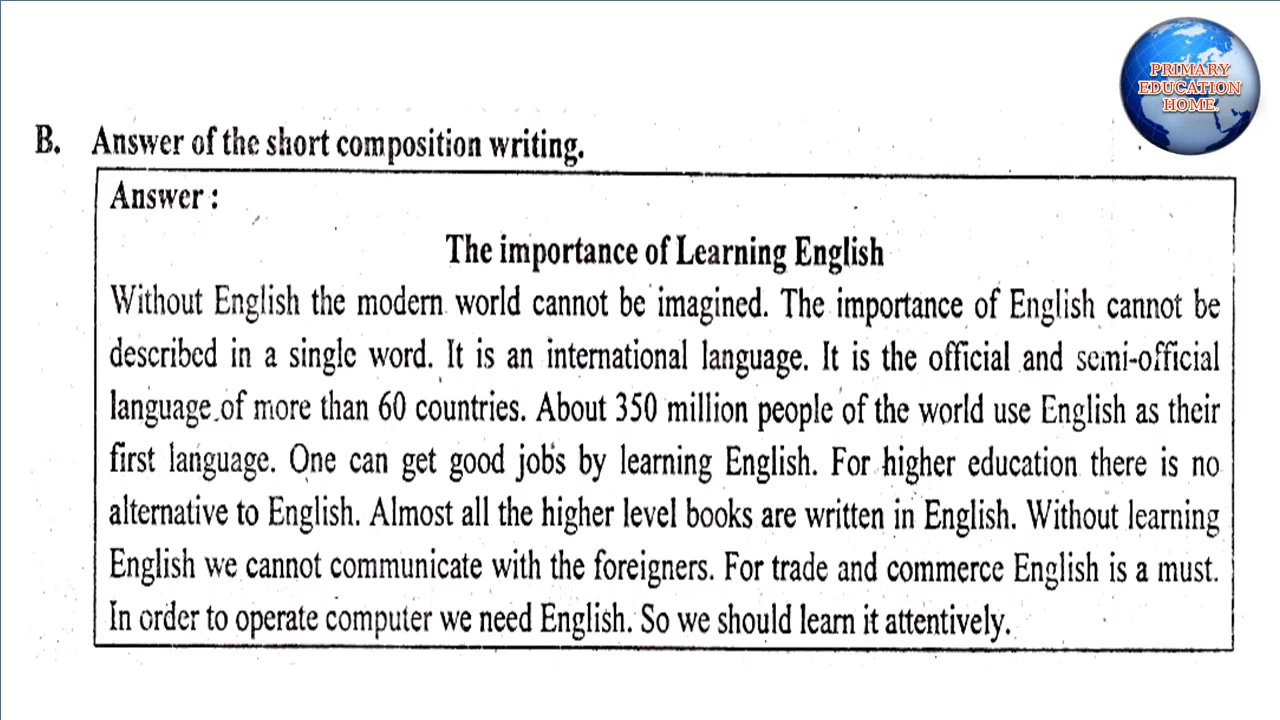 PRIMARY
EDUCATION
HOME.
B. Answer of the short composition writing.
Answer :
The importance of Learning English
Without English the modern world cannot be imagined. The importance of English cannot be
described in a single word. It is an international language. It is the official and semi-official
language of more than 60 countries. About 350 million people of the world use English as their
first language. One can get good jobs by learning English. For higher education there is no
alternative to English. Almost all the higher level books are written in English. Without learning
English we cannot communicate with the foreigners. For trade and commerce English is a must.
In order to operate computer we need English. So we should learn it attentively.